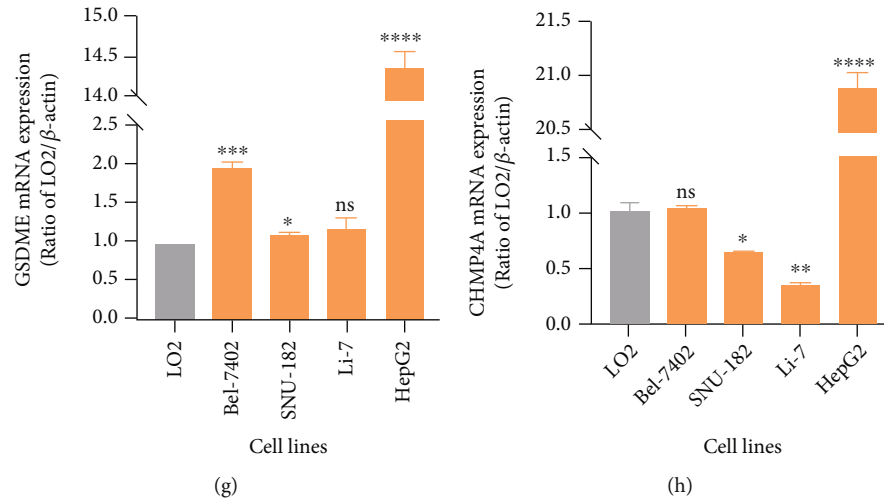 GSDME mRNA expression
(Ratio of LO2/β-actin)
15.0
14.5
14.0
2.5
2.0
1.5
1.0
0.5
0.0
***
*
ns
****
LO2
Bel-7402
SNU-182
Li-7
HepG2
Cell lines
(g)
CHMP4A mRNA expression
(Ratio of LO2/β-actin)
21.5
21.0
20.5
1.5
1.0
0.5
0.0
ns
*
**
****
LO2
Bel-7402
SNU-182
Li-7
HepG2
Cell lines
(h)